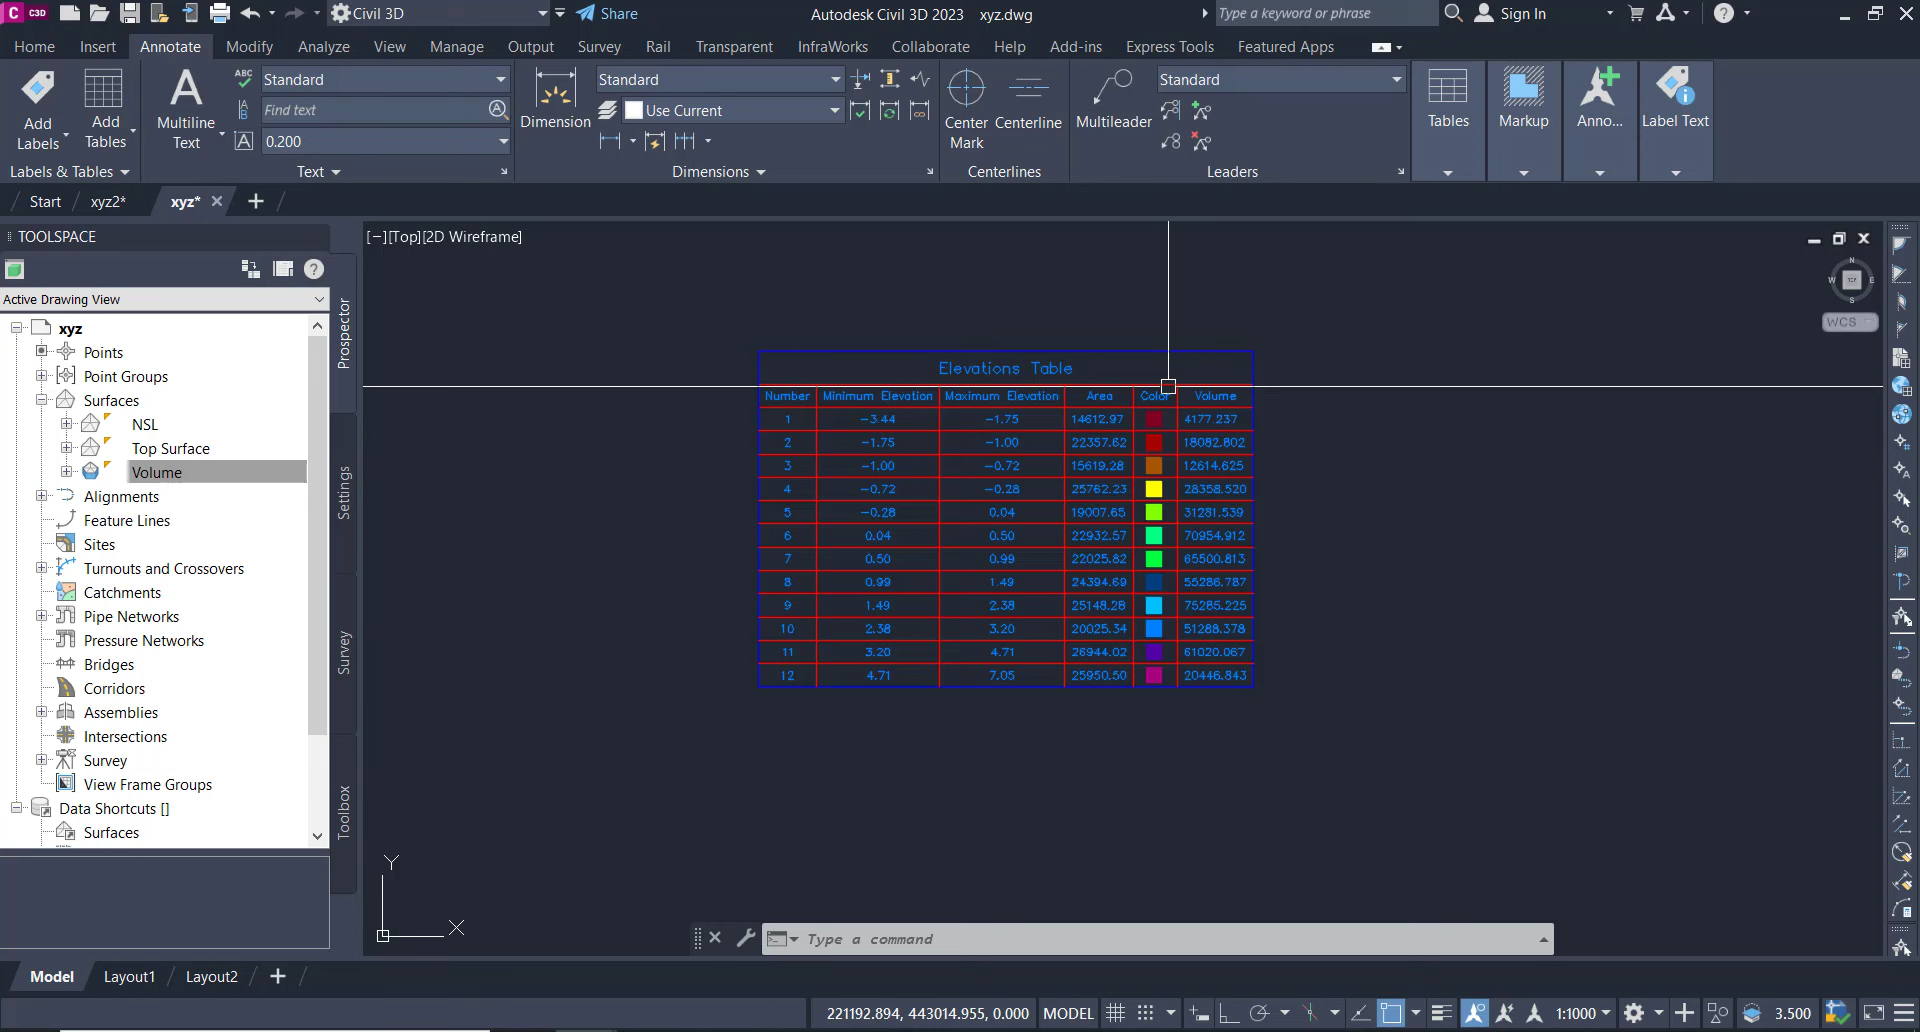 C C3D Civil 3D Share Autodesk Civil 3D 2023 xyz.dwg Type a keyword or phrase Sign In
Home Insert Annotate Modify Analyze View Manage Output Survey Rail Transparent InfraWorks Collaborate Help Add-ins Express Tools Featured Apps
Add Labels
Add Tables
Labels & Tables
Multiline Text
ABC Standard
Find text
0.200
Text
Dimension
Standard
Use Current
Dimensions
Center Mark
Centerline
Centerlines
Multileader
Standard
Leaders
Tables
Markup
Anno...
Label Text
Start xyz2* xyz*
TOOLSPACE
Active Drawing View
xyz
Points
Point Groups
Surfaces
NSL
Top Surface
Volume
Alignments
Feature Lines
Sites
Turnouts and Crossovers
Catchments
Pipe Networks
Pressure Networks
Bridges
Corridors
Assemblies
Intersections
Survey
View Frame Groups
Data Shortcuts []
Surfaces
Prospector
Settings
Survey
Toolbox
[−][Top][2D Wireframe]
N
W E
S
WCS
Elevations Table
Number Minimum Elevation Maximum Elevation Area Color Volume
1 −3.44 −1.75 14612.97 4177.237
2 −1.75 −1.00 22357.62 18082.802
3 −1.00 −0.72 15619.28 12614.625
4 −0.72 −0.28 25762.23 28358.520
5 −0.28 0.04 19007.65 31281.539
6 0.04 0.50 22932.57 70954.912
7 0.50 0.99 22025.82 65500.813
8 0.99 1.49 24394.69 55286.787
9 1.49 2.38 25148.28 75285.225
10 2.38 3.20 20025.34 51288.378
11 3.20 4.71 26944.02 61020.067
12 4.71 7.05 25950.50 20446.843
Y
X
Type a command
Model Layout1 Layout2
221192.894, 443014.955, 0.000 MODEL 1:1000 3.500